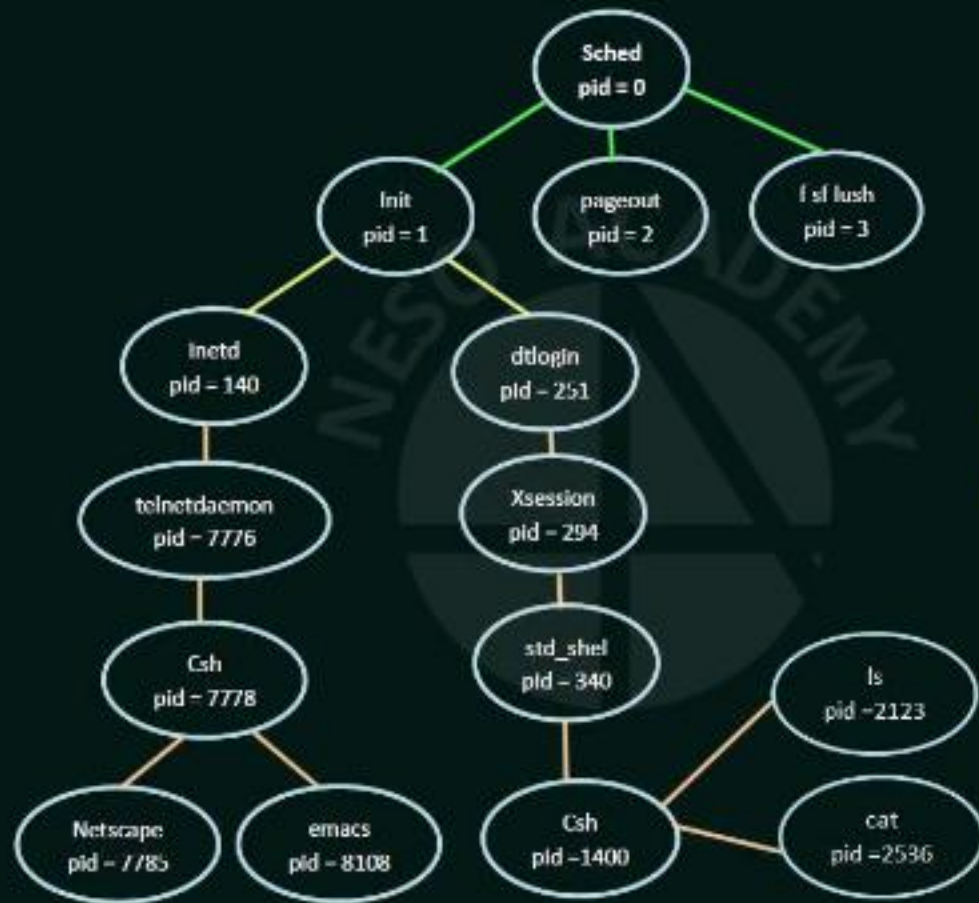 Sched
pid = 0
Init
pid = 1
pageout
pid = 2
f sf lush
pid – 3
NESO ACADEMY
Inetd
pid – 140
dtlogin
pid – 251
telnetdaemon
pid – 7776
Xsession
pid – 294
Csh
pid – 7778
std_shel
pid – 340
ls
pid –2123
Netscape
pid – 7785
emacs
pid – 8108
Csh
pid –1400
cat
pid –2536